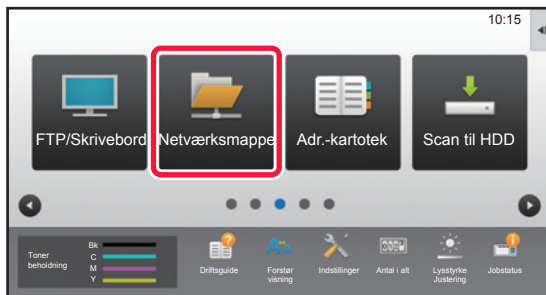 10:15
FTP/Skrivebord
Netværksmappe
Adr.-kartotek
Scan til HDD
Toner
beholdning
Bk
C
M
Y
Driftsguide
Forstør
visning
Indstillinger
Antal i alt
Lysstyrke
Justering
Jobstatus